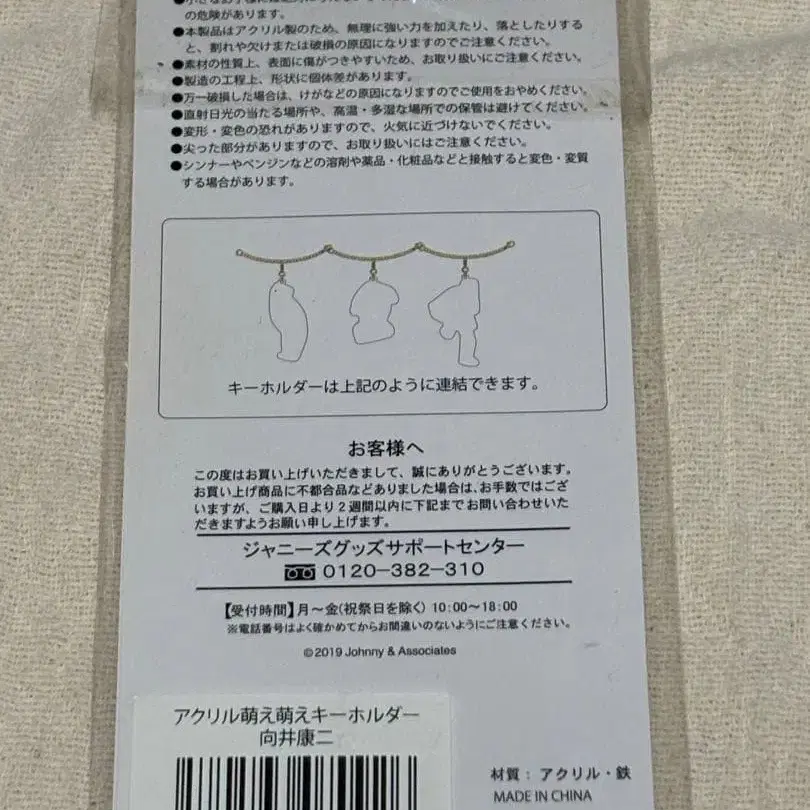 の危険があります。
●本製品はアクリル製のため、無理に強い力を加えたり、落としたりする
と、割れや欠けまたは破損の原因になりますのでご注意ください。
●素材の性質上、表面に傷がつきやすいため、お取り扱いにご注意ください。
●製造の工程上、形状に個体差があります。
●万一破損した場合は、けがなどの原因になりますのでご使用をおやめください。
●直射日光の当たる場所や、高温・多湿な場所での保管は避けてください。
●変形・変色の恐れがありますので、火気に近づけないでください。
●尖った部分がありますので、お取り扱いにはご注意ください。
●シンナーやベンジンなどの溶剤や薬品・化粧品などと接触すると変色・変質
する場合があります。
キーホルダーは上記のように連結できます。
お客様へ
この度はお買い上げいただきまして、誠にありがとうございます。
お買い上げ商品に不都合品などありました場合は、お手数ではござ
いますが、ご購入日より2週間以内に下記までお問い合わせいた
だきますようお願い申し上げます。
ジャニーズグッズサポートセンター
0120-382-310
【受付時間】月〜金(祝祭日を除く) 10:00〜18:00
※電話番号はよく確かめてからお間違いのないようにご注意ください。
©2019 Johnny & Associates
アクリル萌え萌えキーホルダー
向井康二
材質：アクリル・鉄
MADE IN CHINA